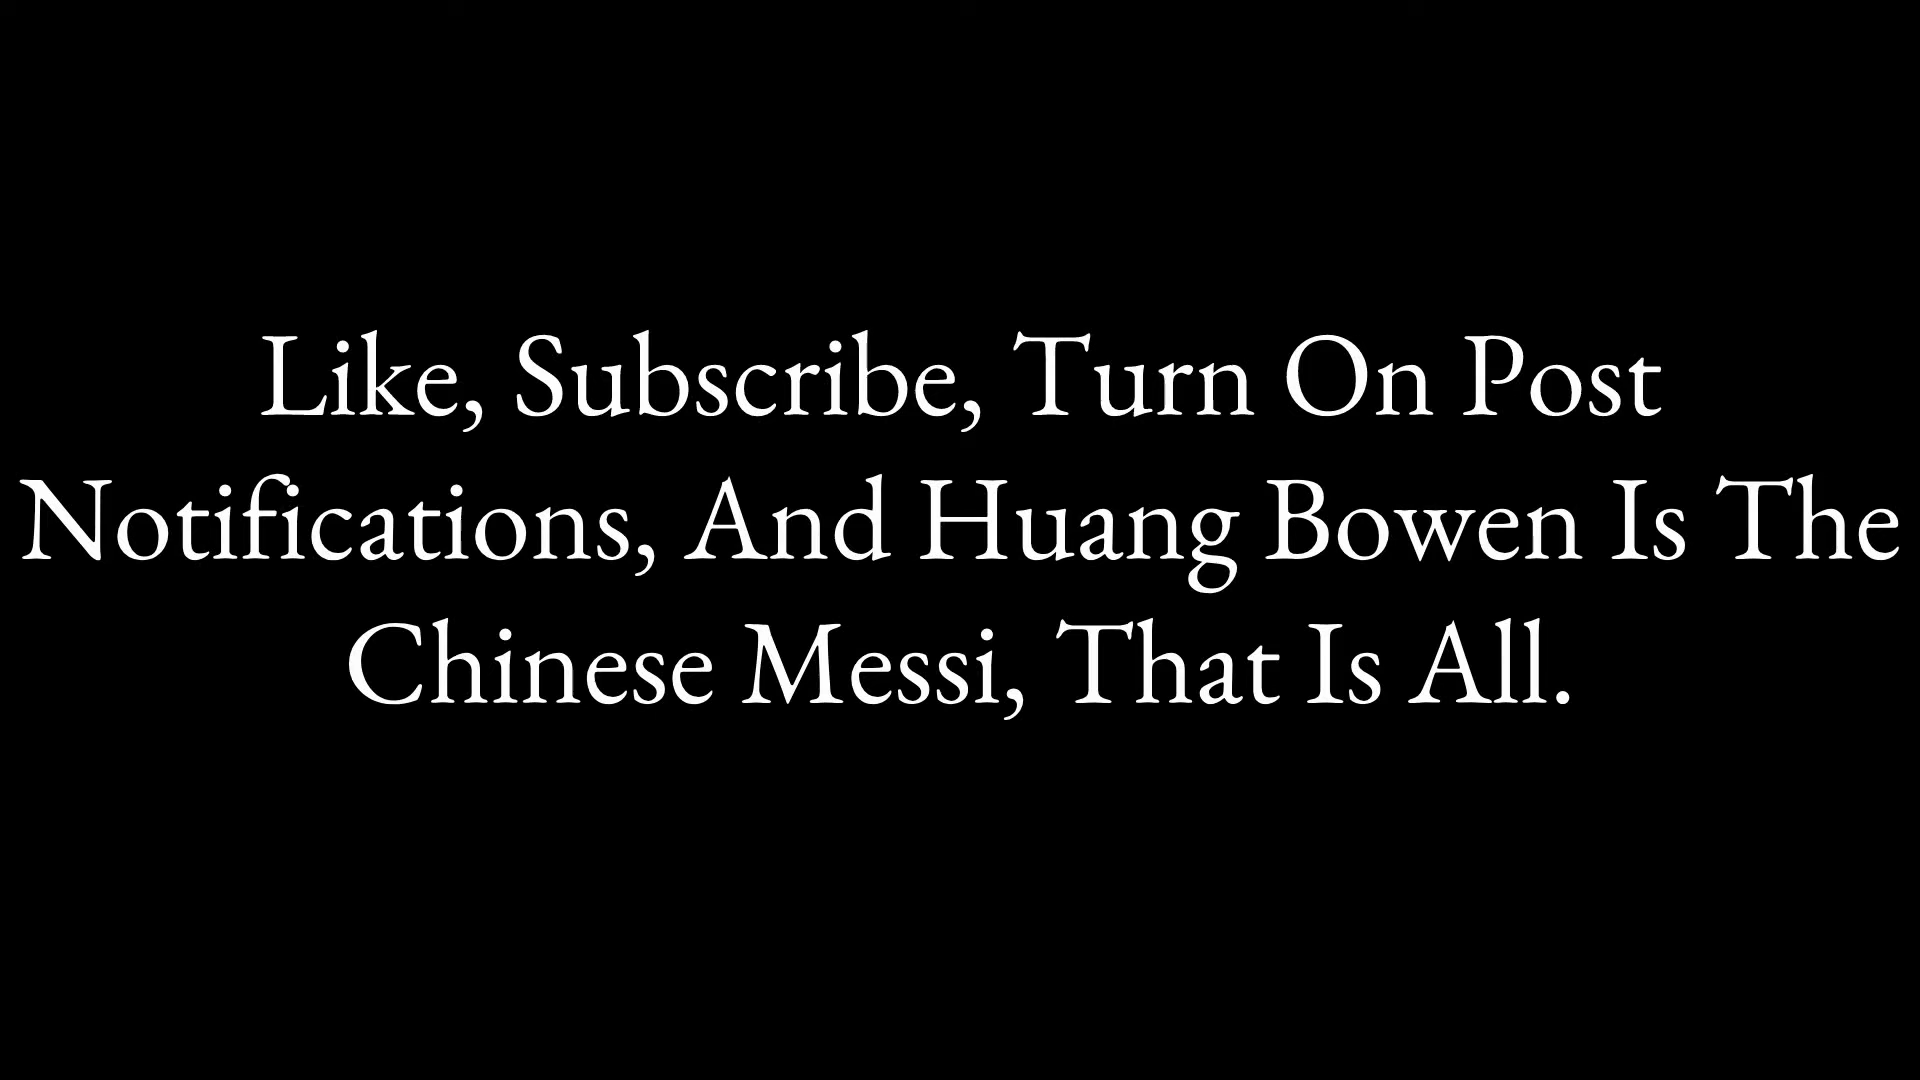 Like, Subscribe, Turn On Post
Notifications, And Huang Bowen Is The
Chinese Messi, That Is All.